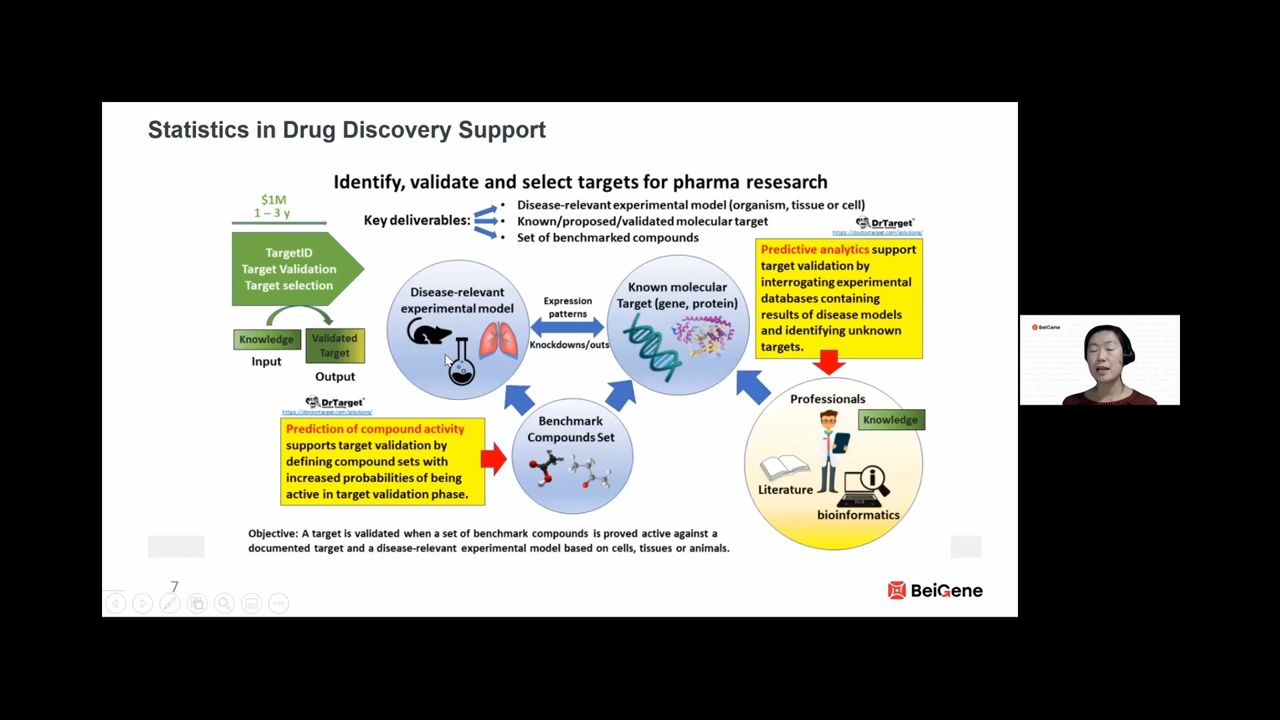 Statistics in Drug Discovery Support
Identify, validate and select targets for pharma resesarch
$1M
1 – 3 y
Key deliverables:
• Disease-relevant experimental model (organism, tissue or cell)
• Known/proposed/validated molecular target
• Set of benchmarked compounds
DrTarget
https://doctortarget.com/solutions/
TargetID
Target Validation
Target selection
Knowledge
Input
Validated
Target
Output
Disease-relevant
experimental model
Expression
patterns
Knockdowns/outs
Known molecular
Target (gene, protein)
Predictive analytics support
target validation by
interrogating experimental
databases containing
results of disease models
and identifying unknown
targets.
DrTarget
https://doctortarget.com/solutions/
Prediction of compound activity
supports target validation by
defining compound sets with
increased probabilities of being
active in target validation phase.
Benchmark
Compounds Set
Professionals
Knowledge
Literature
bioinformatics
Objective: A target is validated when a set of benchmark compounds is proved active against a
documented target and a disease-relevant experimental model based on cells, tissues or animals.
7
BeiGene
BeiGene